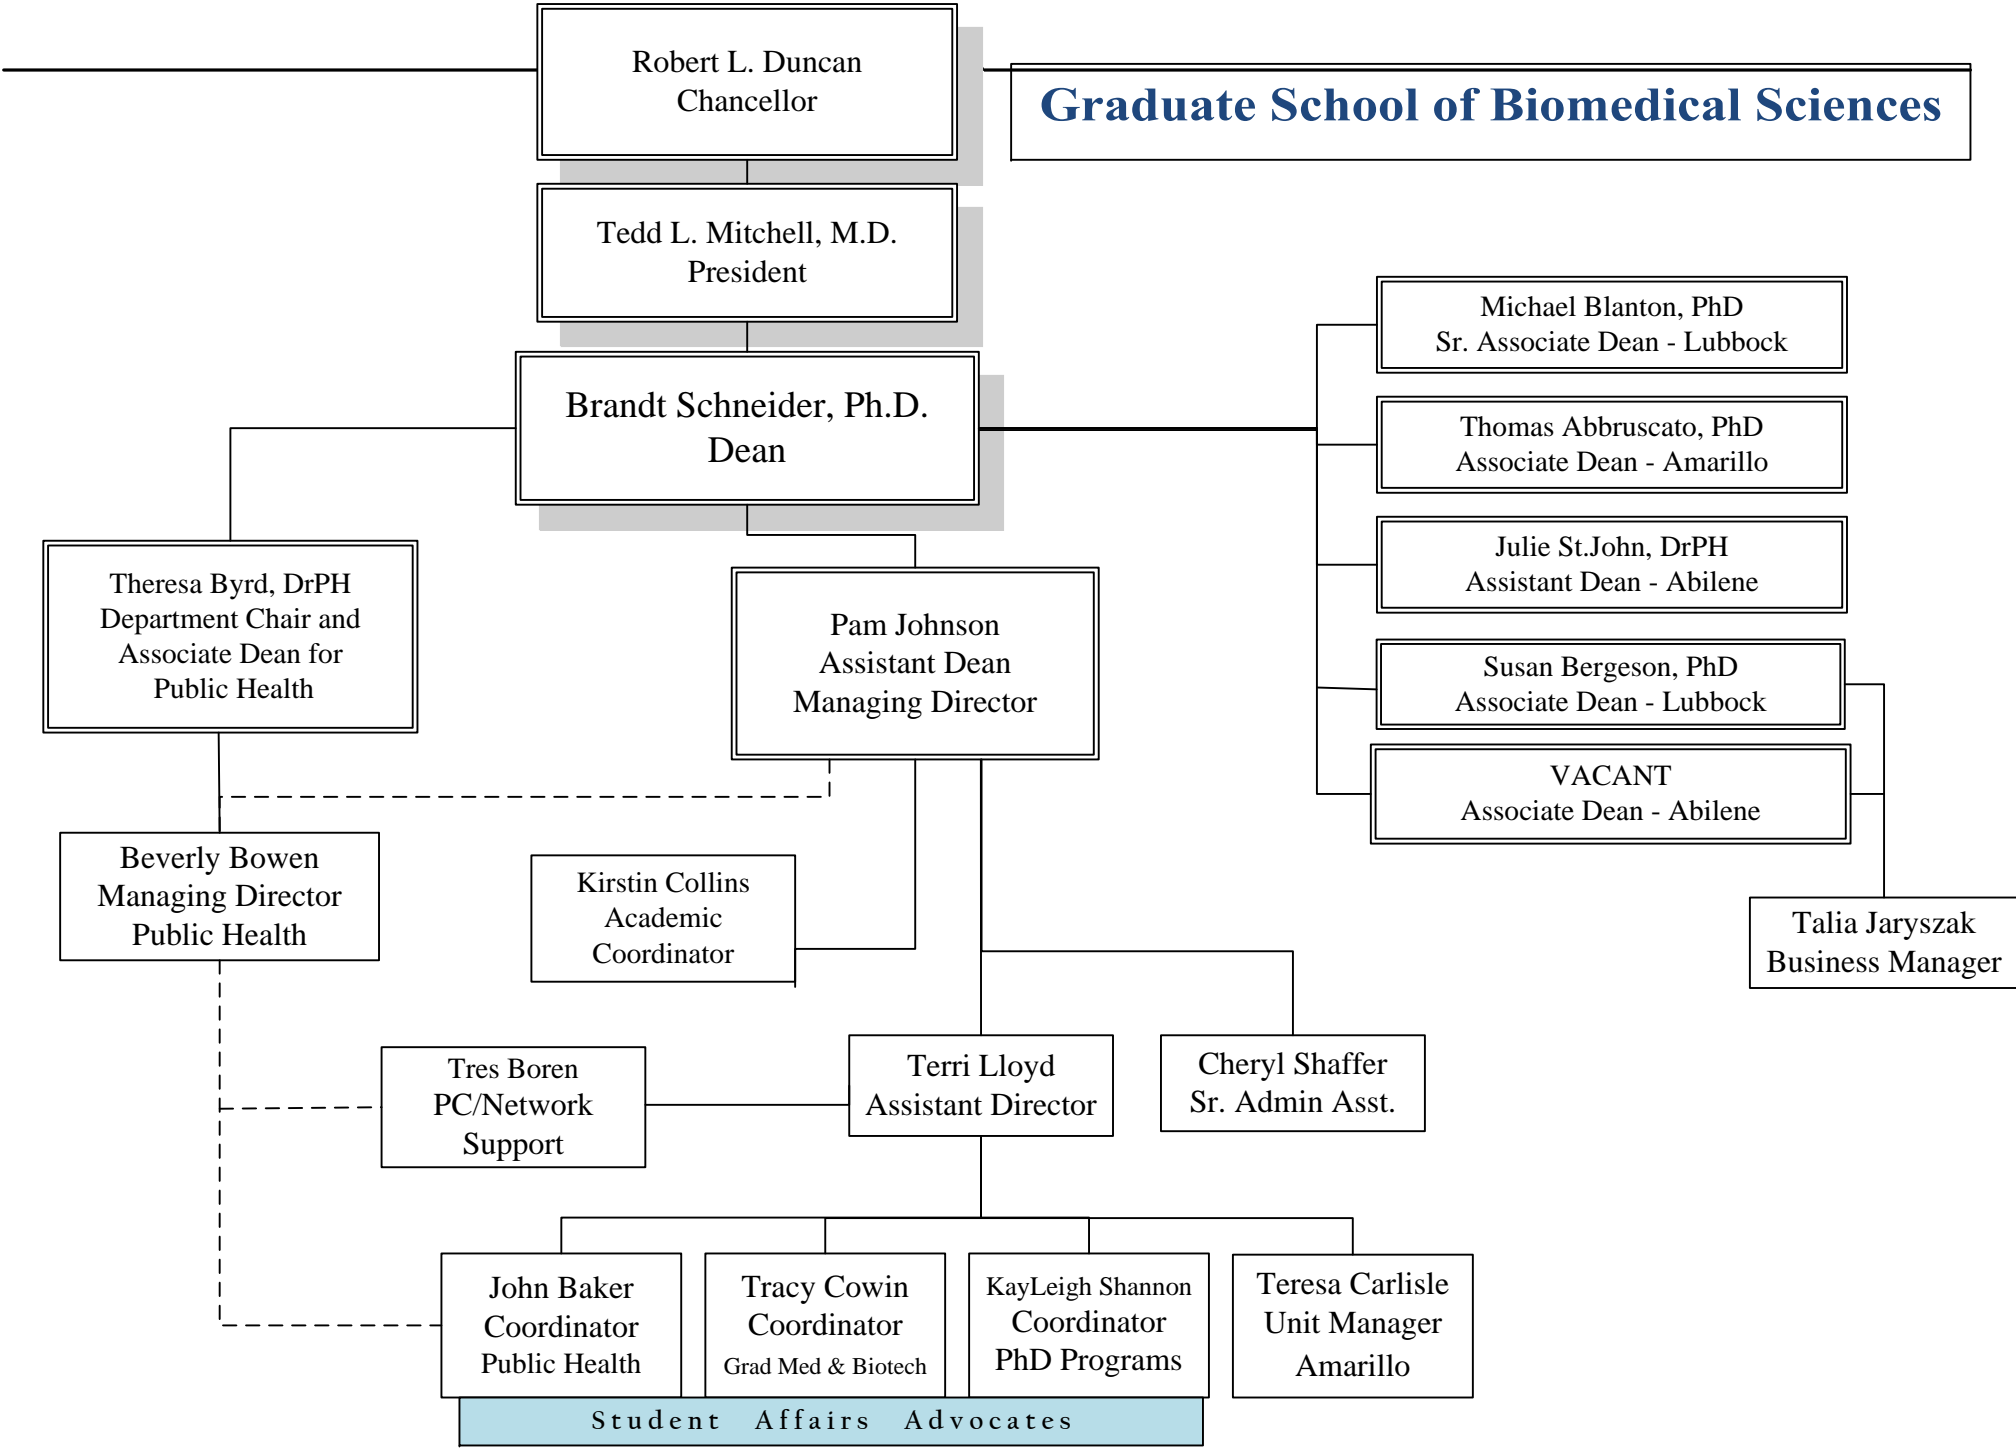 Robert L. Duncan
Chancellor
Graduate School of Biomedical Sciences
Tedd L. Mitchell, M.D.
President
Brandt Schneider, Ph.D.
Dean
Michael Blanton, PhD
Sr. Associate Dean - Lubbock
Thomas Abbruscato, PhD
Associate Dean - Amarillo
Julie St.John, DrPH
Assistant Dean - Abilene
Susan Bergeson, PhD
Associate Dean - Lubbock
VACANT
Associate Dean - Abilene
Talia Jaryszak
Business Manager
Theresa Byrd, DrPH
Department Chair and
Associate Dean for
Public Health
Pam Johnson
Assistant Dean
Managing Director
Beverly Bowen
Managing Director
Public Health
Kirstin Collins
Academic
Coordinator
Tres Boren
PC/Network
Support
Terri Lloyd
Assistant Director
Cheryl Shaffer
Sr. Admin Asst.
John Baker
Coordinator
Public Health
Tracy Cowin
Coordinator
Grad Med & Biotech
KayLeigh Shannon
Coordinator
PhD Programs
Teresa Carlisle
Unit Manager
Amarillo
Student Affairs Advocates